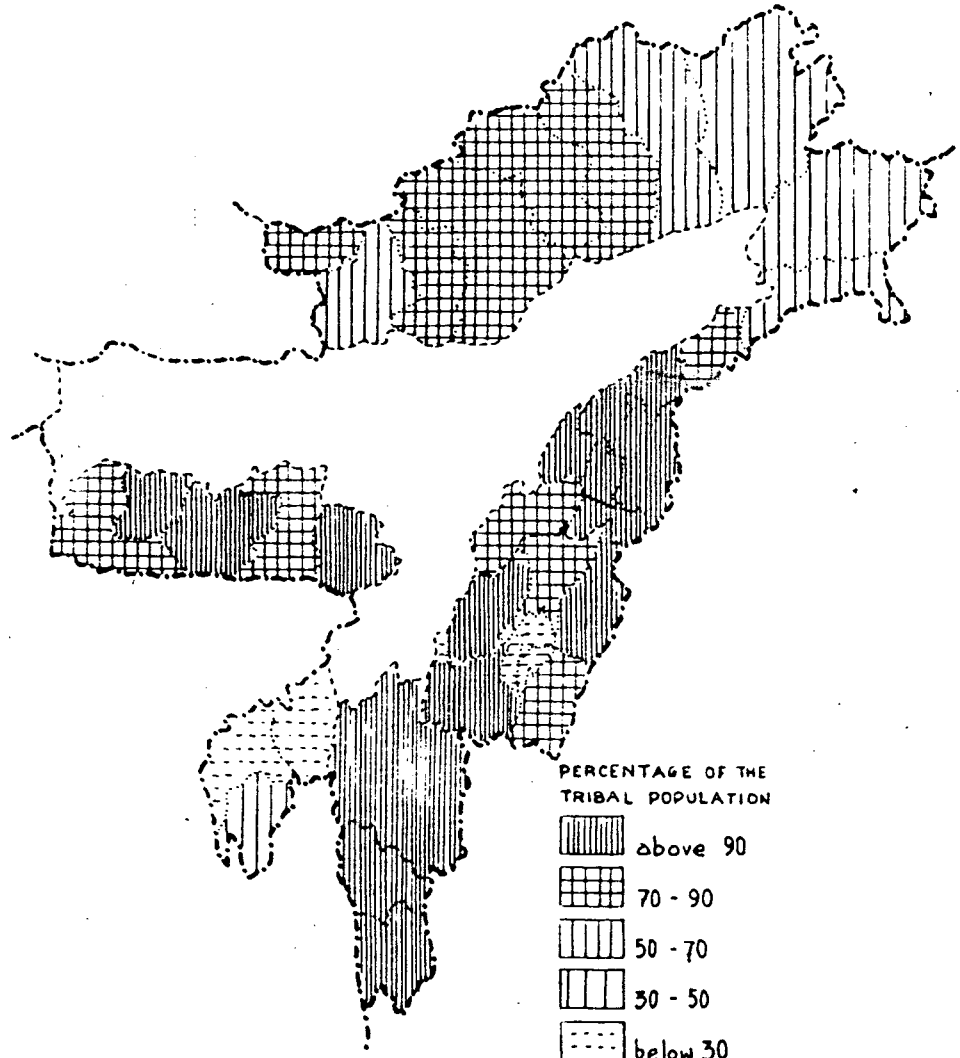 PERCENTAGE OF THE
TRIBAL POPULATION
above 90
70 - 90
50 - 70
30 - 50
below 30